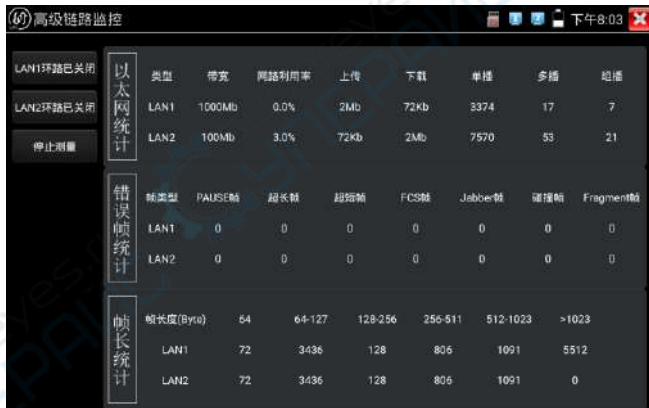 高级链路监控 下午8:03
LAN1环路已关闭
LAN2环路已关闭
停止测量
以太网统计
类型 带宽 网路利用率 上传 下载 单播 多播 组播
LAN1 1000Mb 0.0% 2Mb 72Kb 3374 17 7
LAN2 100Mb 3.0% 72Kb 2Mb 7570 53 21
错误帧统计
帧类型 PAUSE帧 超长帧 超短帧 FCS帧 Jabber帧 碰撞帧 Fragment帧
LAN1 0 0 0 0 0 0 0
LAN2 0 0 0 0 0 0 0
帧长统计
帧长度(Byte) 64 64-127 128-256 256-511 512-1023 >1023
LAN1 72 3436 128 806 1091 5512
LAN2 72 3436 128 806 1091 0